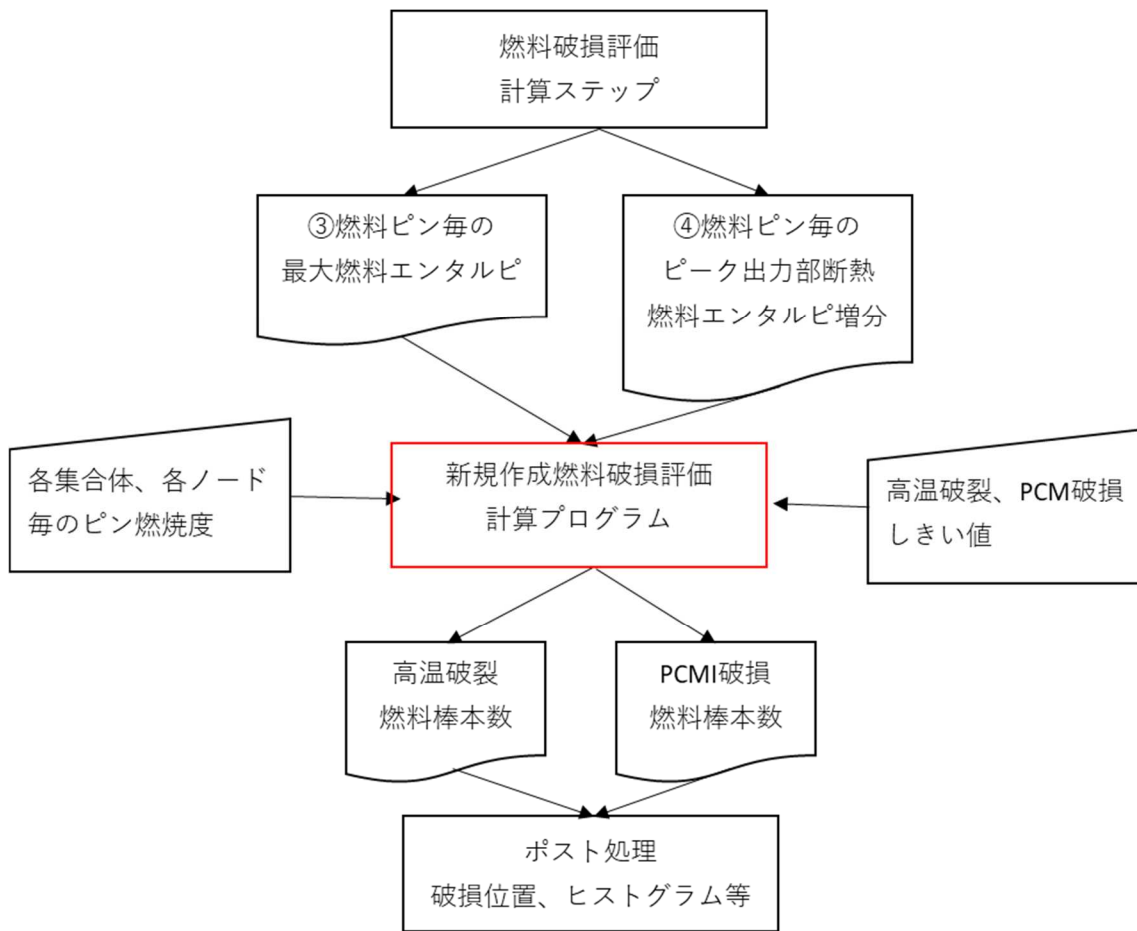 燃料破損評価
計算ステップ
③燃料ピン毎の
最大燃料エンタルピ
④燃料ピン毎の
ピーク出力部断熱
燃料エンタルピ増分
各集合体、各ノード
毎のピン燃焼度
新規作成燃料破損評価
計算プログラム
高温破裂、PCM破損
しきい値
高温破裂
燃料棒本数
PCMI破損
燃料棒本数
ポスト処理
破損位置、ヒストグラム等